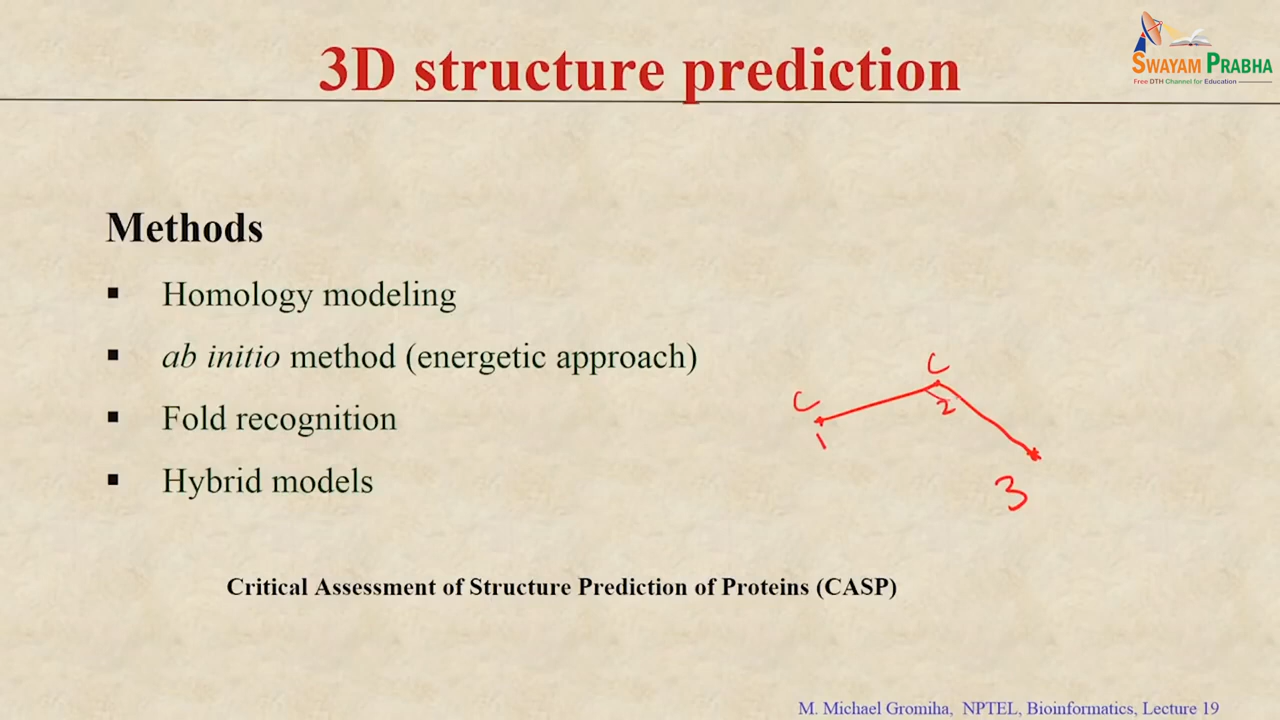 3D structure prediction
SWAYAM PRABHA
Free DTH Channel for Education
Methods
▪ Homology modeling
▪ ab initio method (energetic approach)
▪ Fold recognition
▪ Hybrid models
C
C
1
2
3
Critical Assessment of Structure Prediction of Proteins (CASP)
M. Michael Gromiha, NPTEL, Bioinformatics, Lecture 19